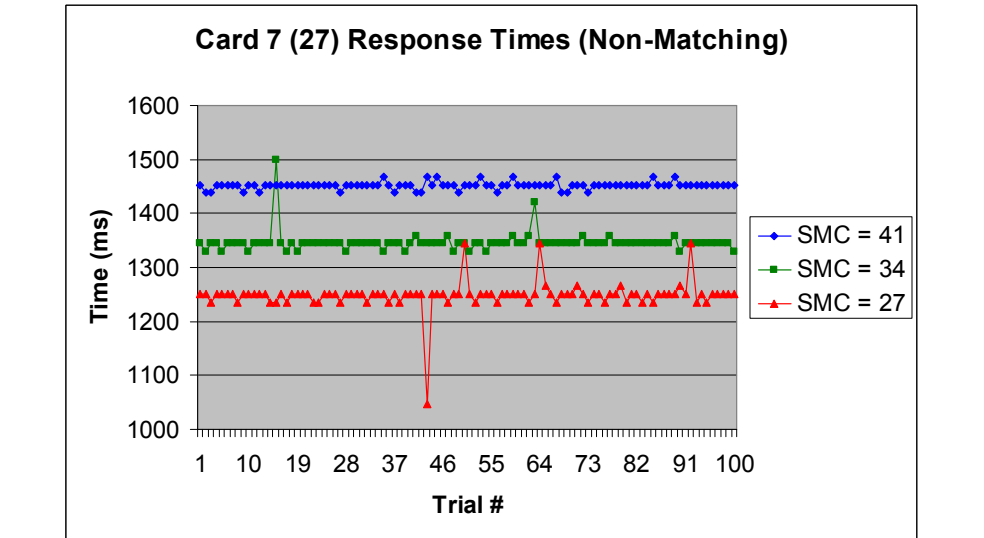 Card 7 (27) Response Times (Non-Matching)
1600
1500
1400
1300
1200
1100
1000
Time (ms)
1 10 19 28 37 46 55 64 73 82 91 100
Trial #
SMC = 41
SMC = 34
SMC = 27